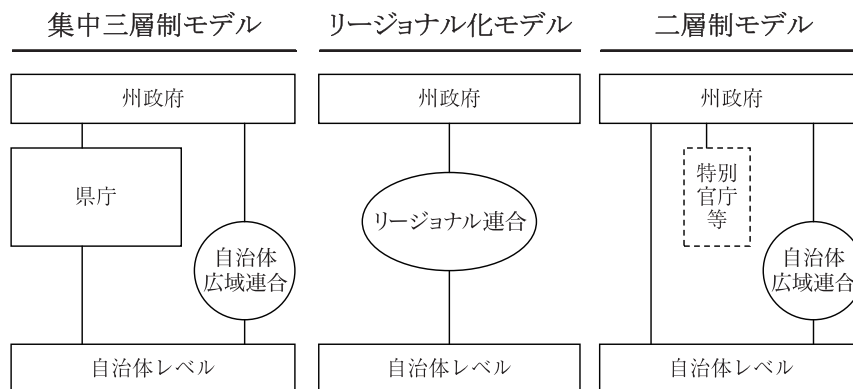 集中三層制モデル
リージョナル化モデル
二層制モデル
州政府
州政府
州政府
県庁
特別
官庁
等
リージョナル連合
自治体
広域連合
自治体
広域連合
自治体レベル
自治体レベル
自治体レベル